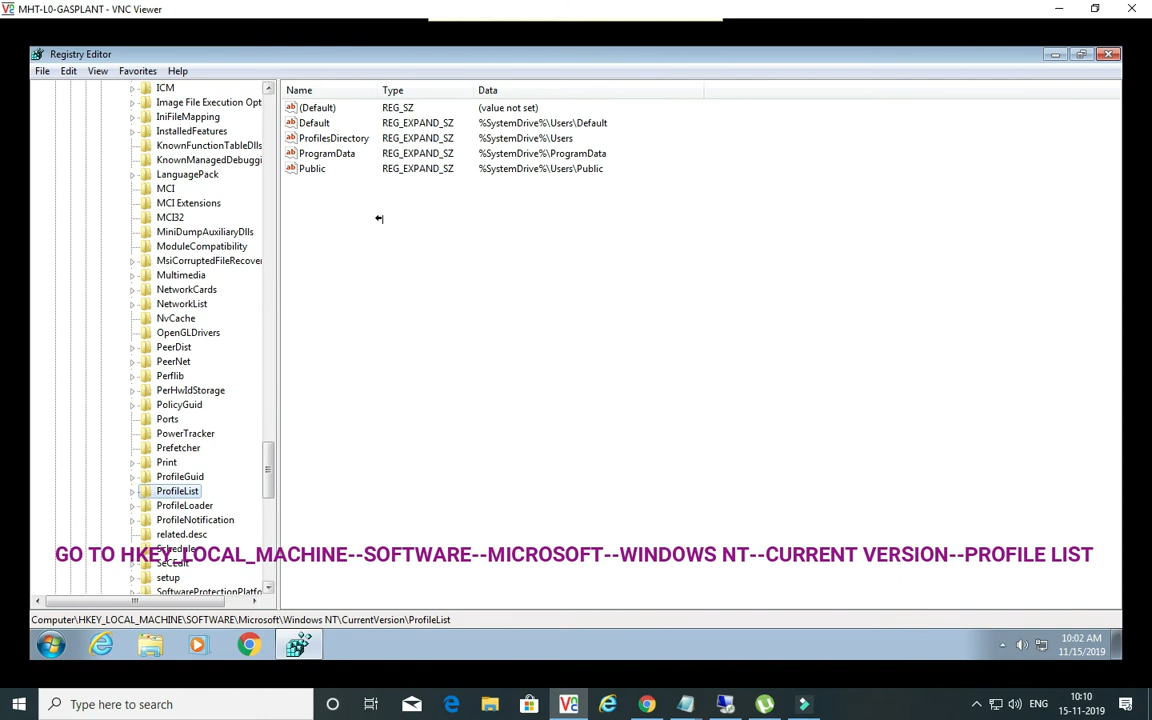 MHT-L0-GASPLANT - VNC Viewer
Registry Editor
File Edit View Favorites Help
Name Type Data
ICM
Image File Execution Opt
IniFileMapping
InstalledFeatures
KnownFunctionTableDlls
KnownManagedDebuggi
LanguagePack
MCI
MCI Extensions
MCI32
MiniDumpAuxiliaryDlls
ModuleCompatibility
MsiCorruptedFileRecover
Multimedia
NetworkCards
NetworkList
NvCache
OpenGLDrivers
PeerDist
PeerNet
Perflib
PerHwIdStorage
PolicyGuid
Ports
PowerTracker
Prefetcher
Print
ProfileGuid
ProfileList
ProfileLoader
ProfileNotification
related.desc
Schedule
SeCEdit
setup
SoftwareProtectionPlatfo
(Default) REG_SZ (value not set)
Default REG_EXPAND_SZ %SystemDrive%\Users\Default
ProfilesDirectory REG_EXPAND_SZ %SystemDrive%\Users
ProgramData REG_EXPAND_SZ %SystemDrive%\ProgramData
Public REG_EXPAND_SZ %SystemDrive%\Users\Public
GO TO HKEY_LOCAL_MACHINE--SOFTWARE--MICROSOFT--WINDOWS NT--CURRENT VERSION--PROFILE LIST
Computer\HKEY_LOCAL_MACHINE\SOFTWARE\Microsoft\Windows NT\CurrentVersion\ProfileList
10:02 AM
11/15/2019
Type here to search
ENG
10:10
15-11-2019